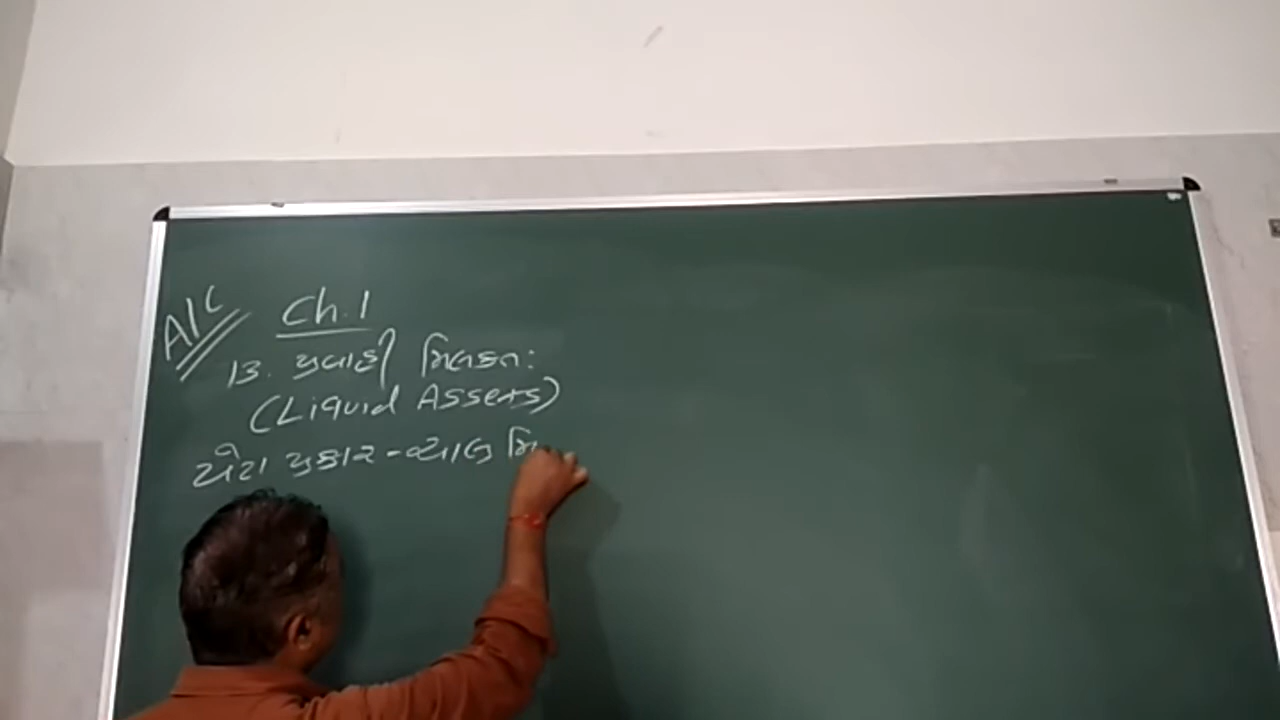 A/C Ch. 1
13. પ્રવાહી મિલકત :
(Liquid Assets)
પ્રકાર - ચાલુ મિ